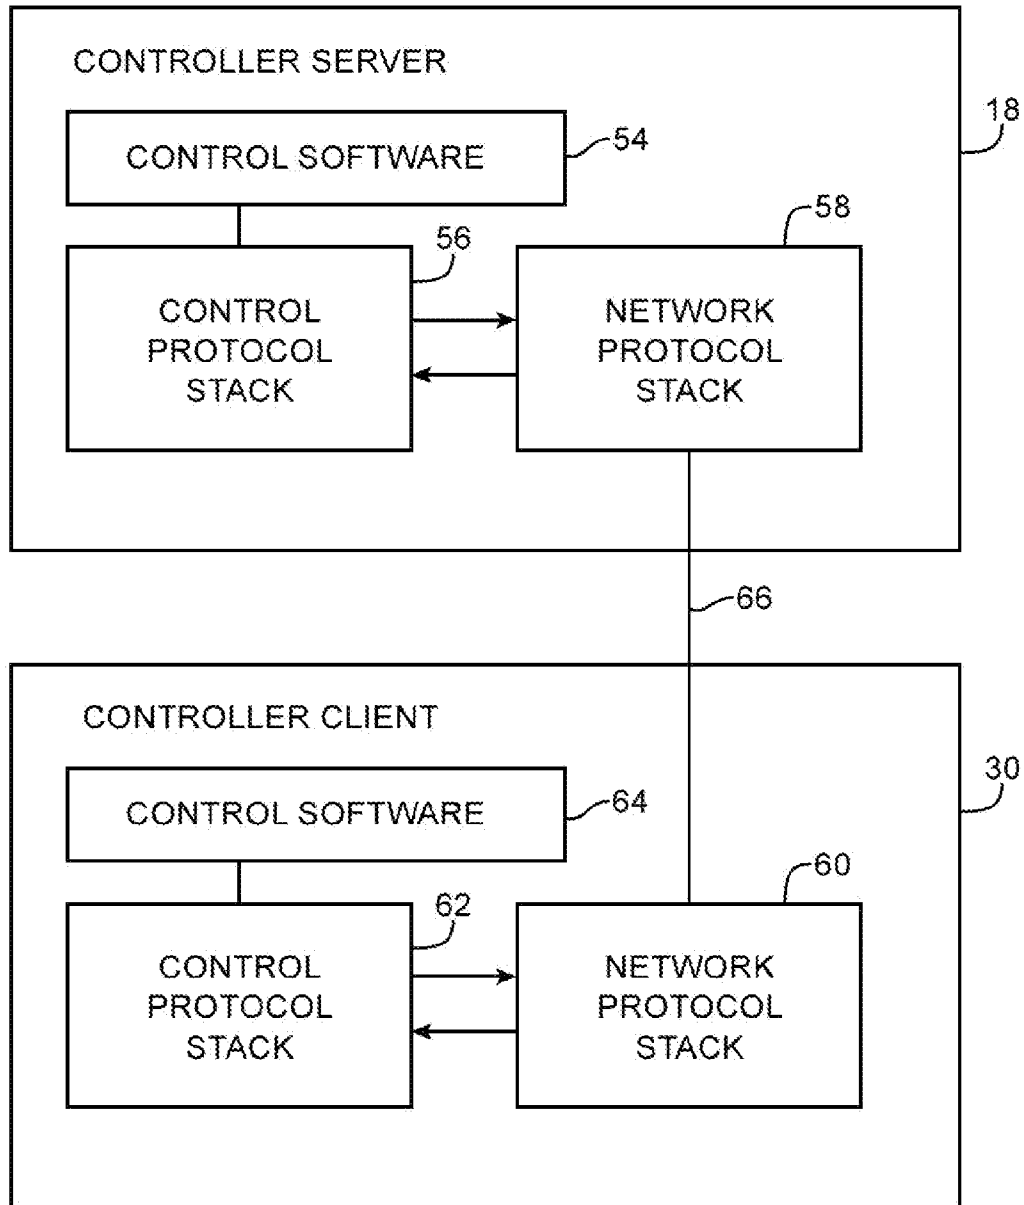 CONTROLLER SERVER
18
CONTROL SOFTWARE
54
56
58
CONTROL
PROTOCOL
STACK
NETWORK
PROTOCOL
STACK
66
CONTROLLER CLIENT
30
CONTROL SOFTWARE
64
62
60
CONTROL
PROTOCOL
STACK
NETWORK
PROTOCOL
STACK